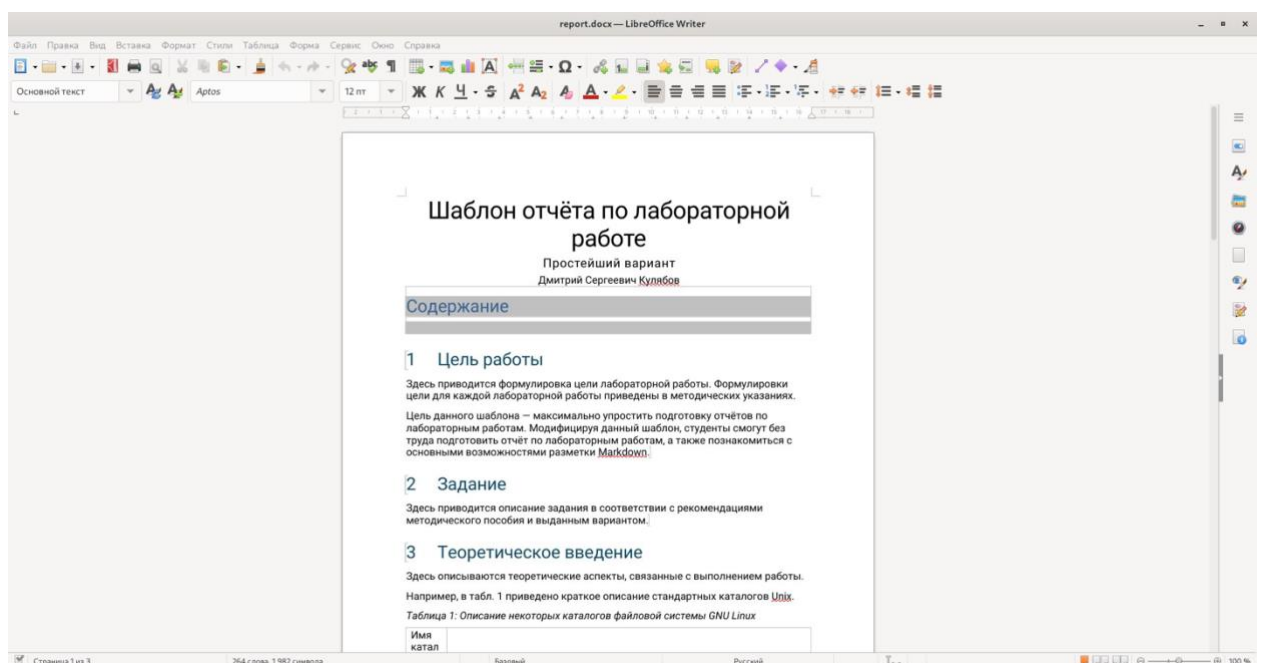 report.docx — LibreOffice Writer
Файл Правка Вид Вставка Формат Стили Таблица Форма Сервис Окно Справка
Основной текст Aptos 12 пт Ж К Ч
Шаблон отчёта по лабораторной
работе
Простейший вариант
Дмитрий Сергеевич Кулябов
Содержание
1 Цель работы
Здесь приводится формулировка цели лабораторной работы. Формулировки
цели для каждой лабораторной работы приведены в методических указаниях.
Цель данного шаблона — максимально упростить подготовку отчётов по
лабораторным работам. Модифицируя данный шаблон, студенты смогут без
труда подготовить отчёт по лабораторным работам, а также познакомиться с
основными возможностями разметки Markdown.
2 Задание
Здесь приводится описание задания в соответствии с рекомендациями
методического пособия и выданным вариантом.
3 Теоретическое введение
Здесь описываются теоретические аспекты, связанные с выполнением работы.
Например, в табл. 1 приведено краткое описание стандартных каталогов Unix.
Таблица 1: Описание некоторых каталогов файловой системы GNU Linux
Имя
катал
Страница 1 из 3 264 слова, 1 982 символа Базовый Русский 100 %